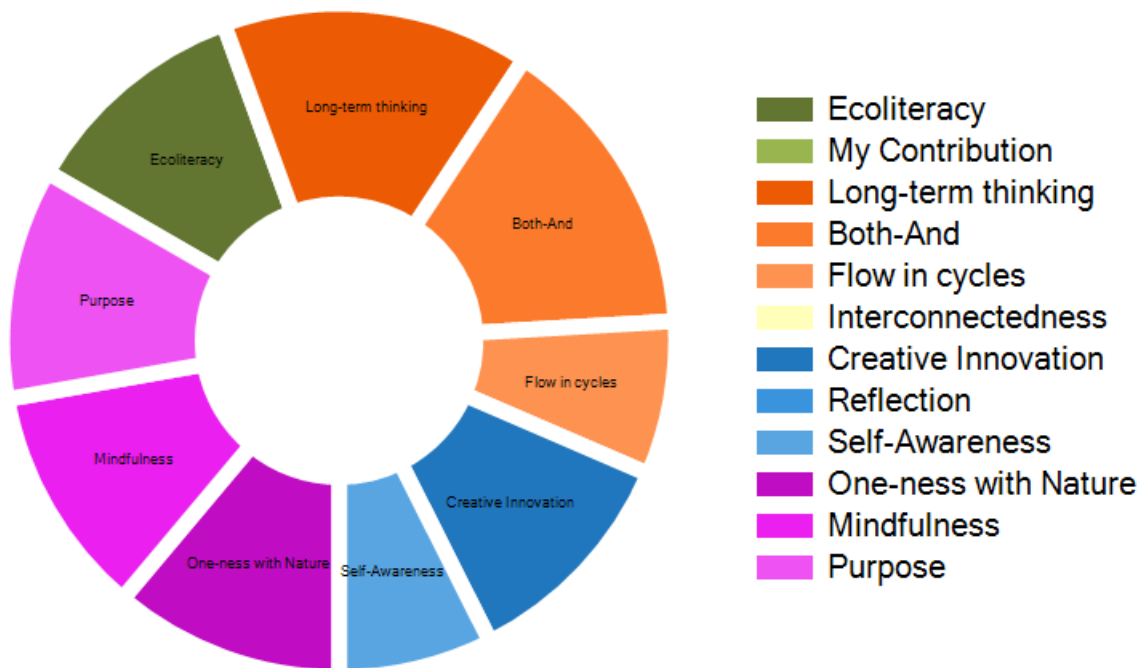 Long-term thinking
Ecoliteracy
Both-And
Purpose
Flow in cycles
Mindfulness
Creative Innovation
One-ness with Nature
Self-Awareness
Ecoliteracy
My Contribution
Long-term thinking
Both-And
Flow in cycles
Interconnectedness
Creative Innovation
Reflection
Self-Awareness
One-ness with Nature
Mindfulness
Purpose